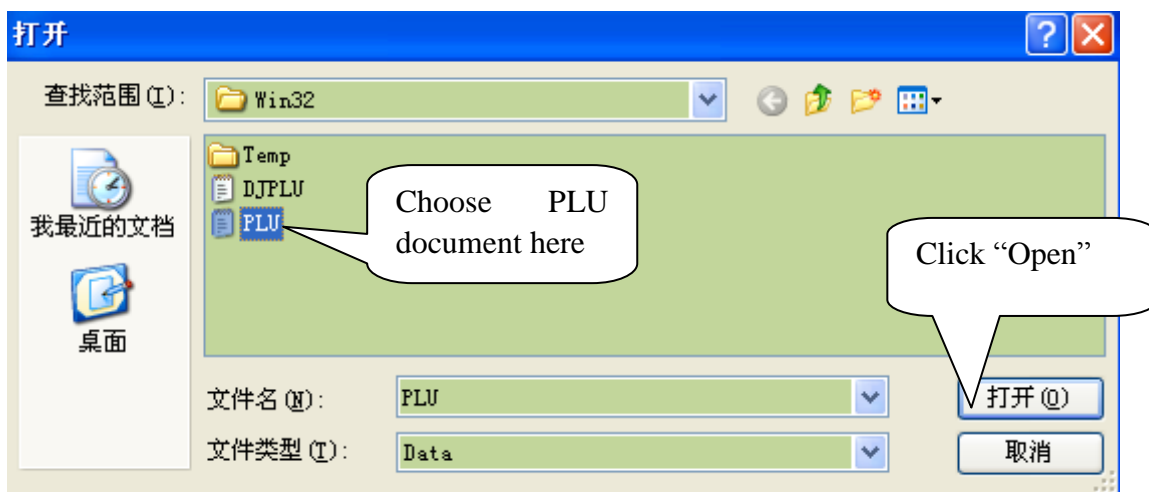 打开
查找范围(I):
Win32
Temp
DJPLU
PLU
Choose PLU
document here
我最近的文档
桌面
Click “Open”
文件名(N):
PLU
打开(O)
文件类型(T):
Data
取消